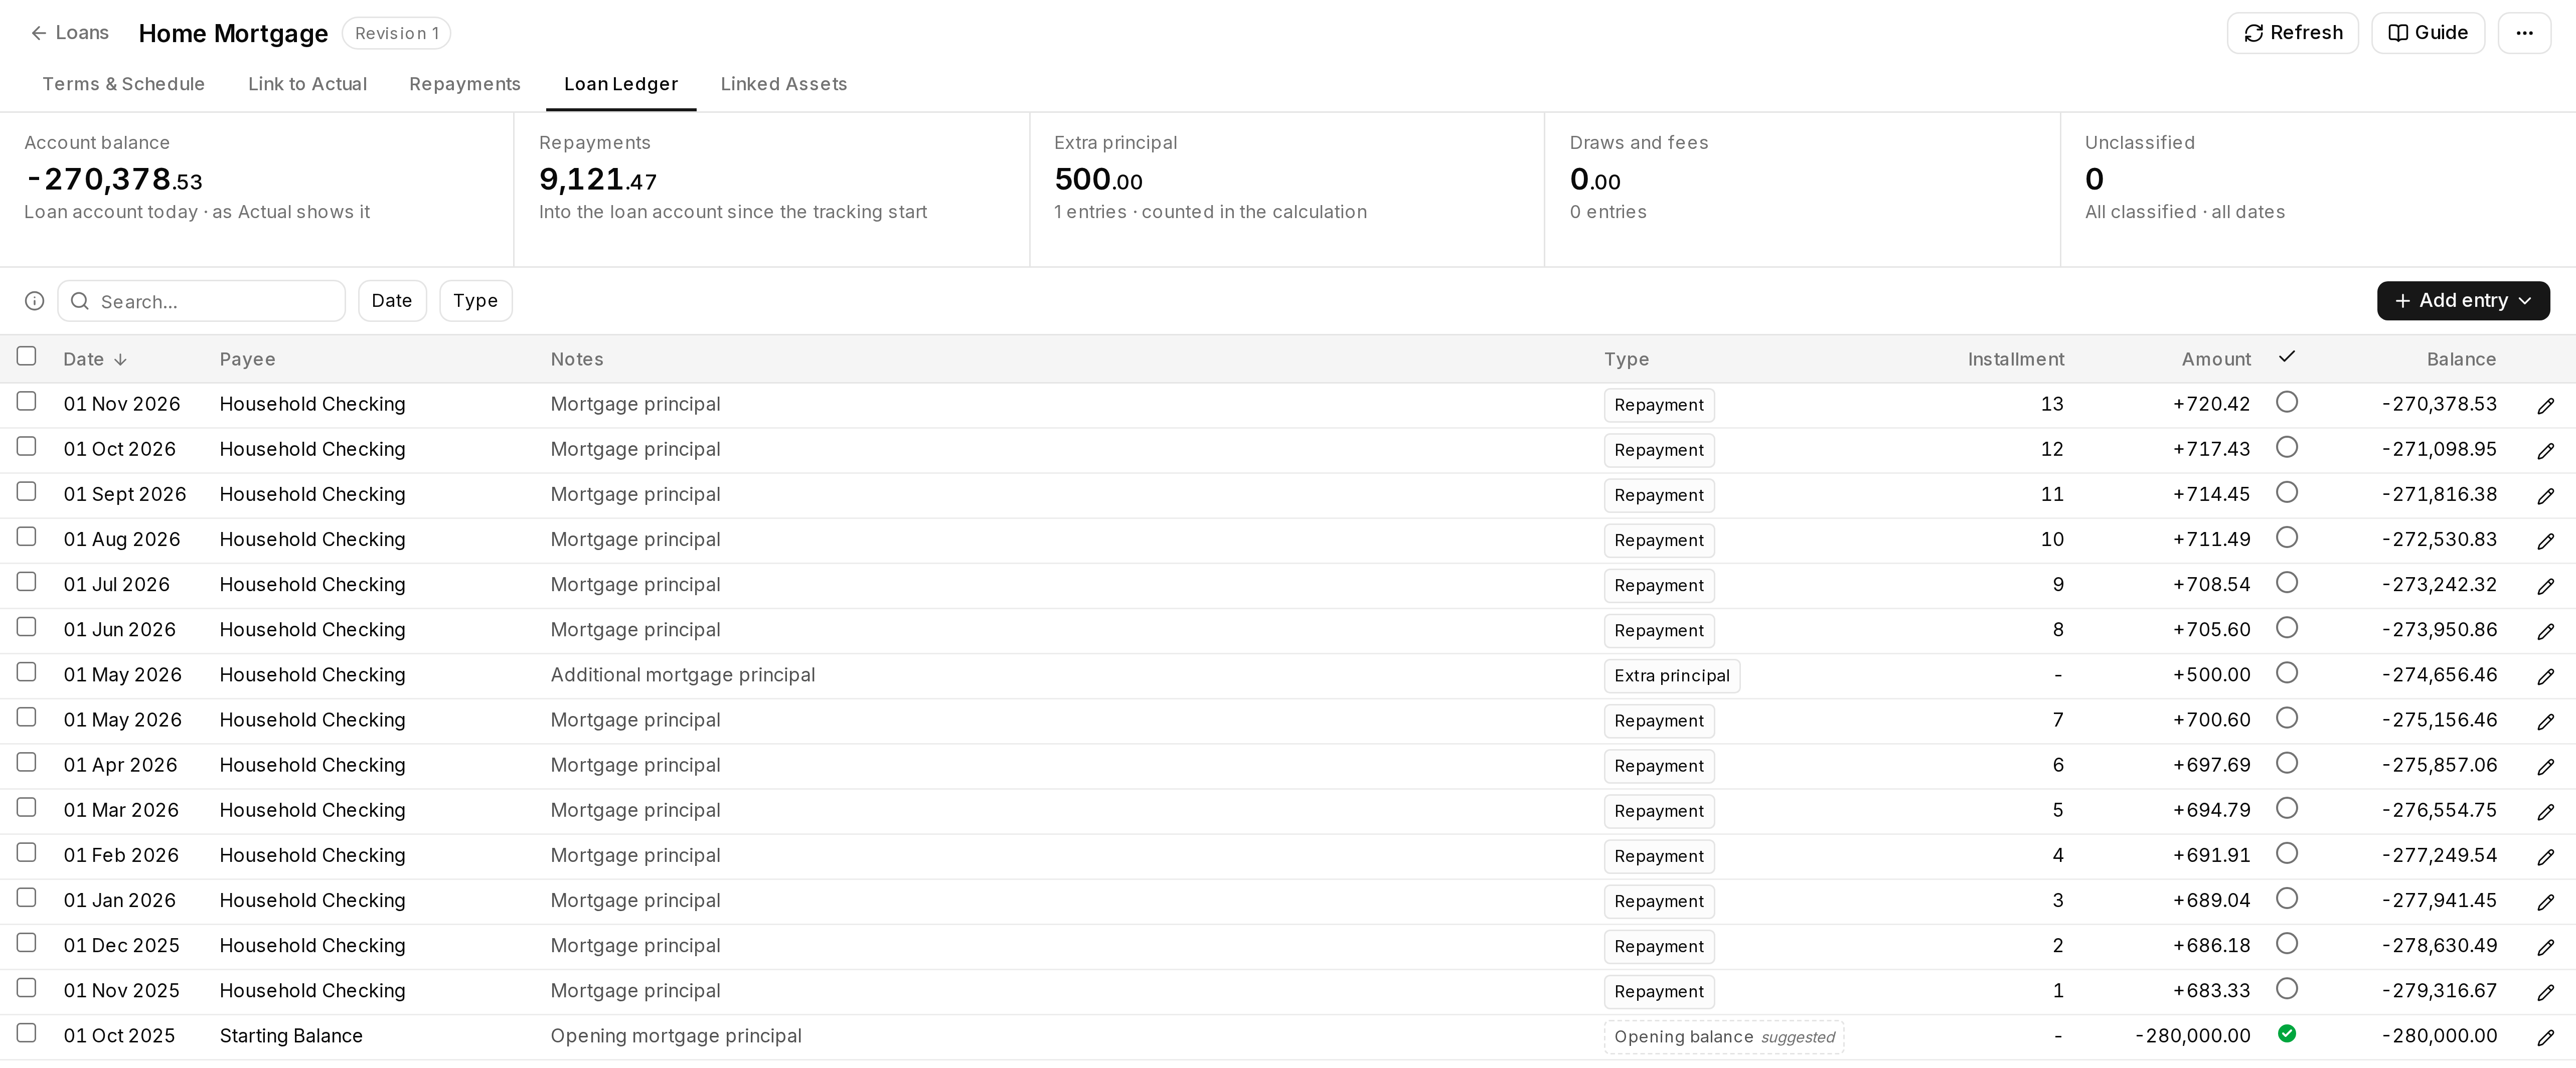 Loans Home Mortgage Revision 1 Refresh Guide
Terms & Schedule Link to Actual Repayments Loan Ledger Linked Assets
Account balance Repayments Extra principal Draws and fees Unclassified
-270,378.53 9,121.47 500.00 0.00 0
Loan account today · as Actual shows it Into the loan account since the tracking start 1 entries · counted in the calculation 0 entries All classified · all dates
Search... Date Type Add entry
Date Payee Notes Type Installment Amount Balance
01 Nov 2026 Household Checking Mortgage principal Repayment 13 +720.42 -270,378.53
01 Oct 2026 Household Checking Mortgage principal Repayment 12 +717.43 -271,098.95
01 Sept 2026 Household Checking Mortgage principal Repayment 11 +714.45 -271,816.38
01 Aug 2026 Household Checking Mortgage principal Repayment 10 +711.49 -272,530.83
01 Jul 2026 Household Checking Mortgage principal Repayment 9 +708.54 -273,242.32
01 Jun 2026 Household Checking Mortgage principal Repayment 8 +705.60 -273,950.86
01 May 2026 Household Checking Additional mortgage principal Extra principal - +500.00 -274,656.46
01 May 2026 Household Checking Mortgage principal Repayment 7 +700.60 -275,156.46
01 Apr 2026 Household Checking Mortgage principal Repayment 6 +697.69 -275,857.06
01 Mar 2026 Household Checking Mortgage principal Repayment 5 +694.79 -276,554.75
01 Feb 2026 Household Checking Mortgage principal Repayment 4 +691.91 -277,249.54
01 Jan 2026 Household Checking Mortgage principal Repayment 3 +689.04 -277,941.45
01 Dec 2025 Household Checking Mortgage principal Repayment 2 +686.18 -278,630.49
01 Nov 2025 Household Checking Mortgage principal Repayment 1 +683.33 -279,316.67
01 Oct 2025 Starting Balance Opening mortgage principal Opening balance suggested - -280,000.00 -280,000.00